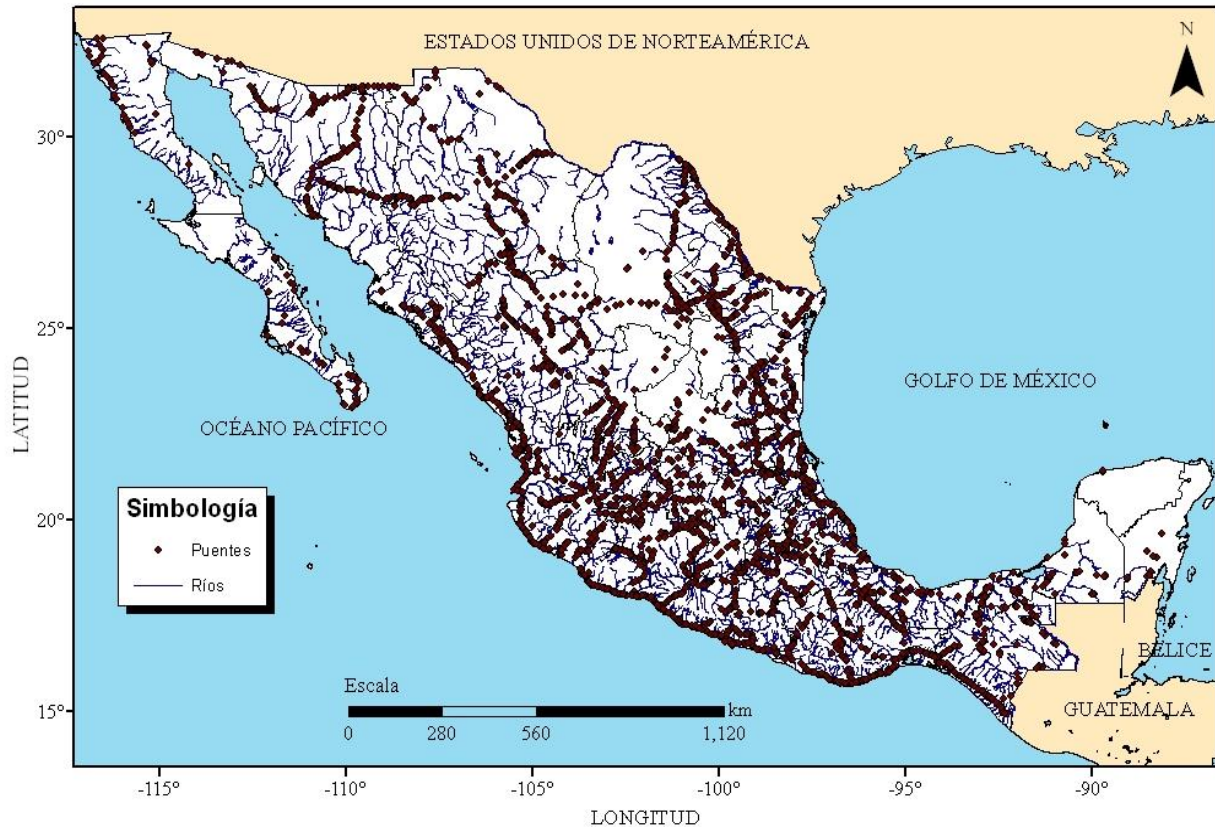 ESTADOS UNIDOS DE NORTEAMÉRICA
N
30°
25°
20°
15°
LATITUD
GOLFO DE MÉXICO
OCÉANO PACÍFICO
Simbología
Puentes
Ríos
BELICE
GUATEMALA
Escala
km
0 280 560 1,120
-115° -110° -105° -100° -95° -90°
LONGITUD